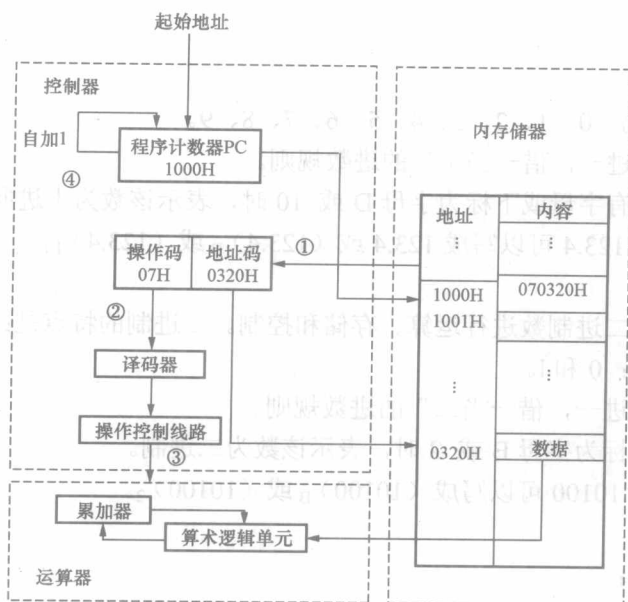 起始地址
控制器
自加1
程序计数器PC
1000H
④
操作码
07H
地址码
0320H
①
②
译码器
操作控制线路
③
累加器
算术逻辑单元
运算器
内存储器
地址
内容
⋮
⋮
1000H
070320H
1001H
⋮
⋮
0320H
数据